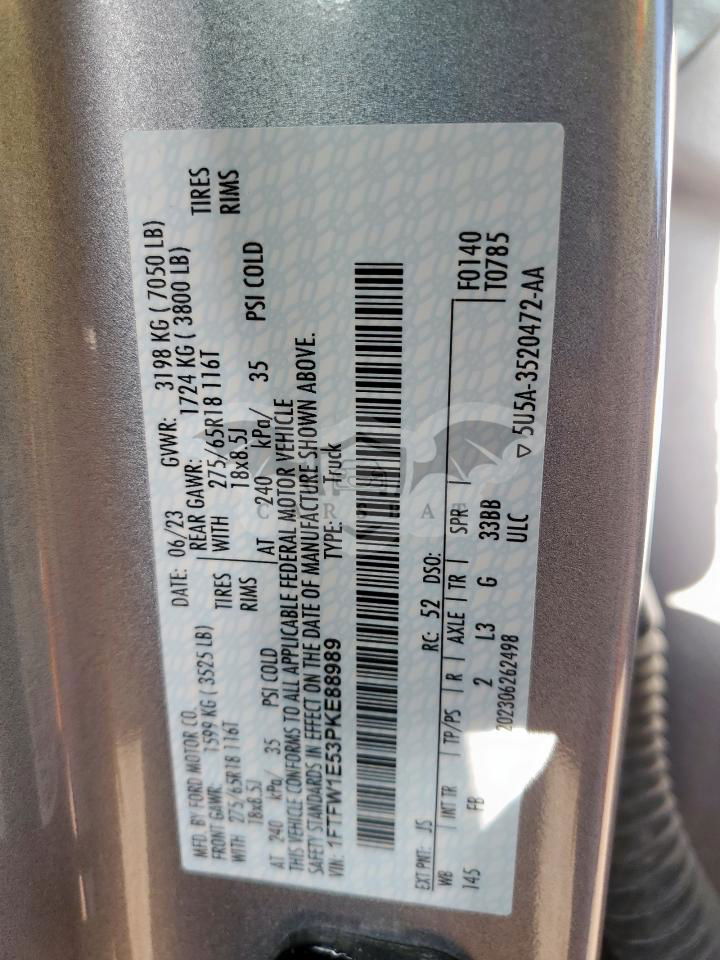 MFD. BY FORD MOTOR CO.
DATE: 06/23 GVWR: 3198 KG ( 7050 LB)
FRONT GAWR: 1599 KG ( 3525 LB) REAR GAWR: 1724 KG ( 3800 LB)
WITH 275/65R18 116T TIRES WITH 275/65R18 116T TIRES
18x8.5J RIMS 18x8.5J RIMS
AT 240 kPa/ 35 PSI COLD AT 240 kPa/ 35 PSI COLD
THIS VEHICLE CONFORMS TO ALL APPLICABLE FEDERAL MOTOR VEHICLE
SAFETY STANDARDS IN EFFECT ON THE DATE OF MANUFACTURE SHOWN ABOVE.
VIN: 1FTFW1E53PKE88989 TYPE: Truck
EXT PNT: JS RC: 52 DSO: F0140
WB INT TR TP/PS R AXLE TR SPR T0785
145 FB 2 L3 G 33BB
ULC
202306262498 5U5A-3520472-AA